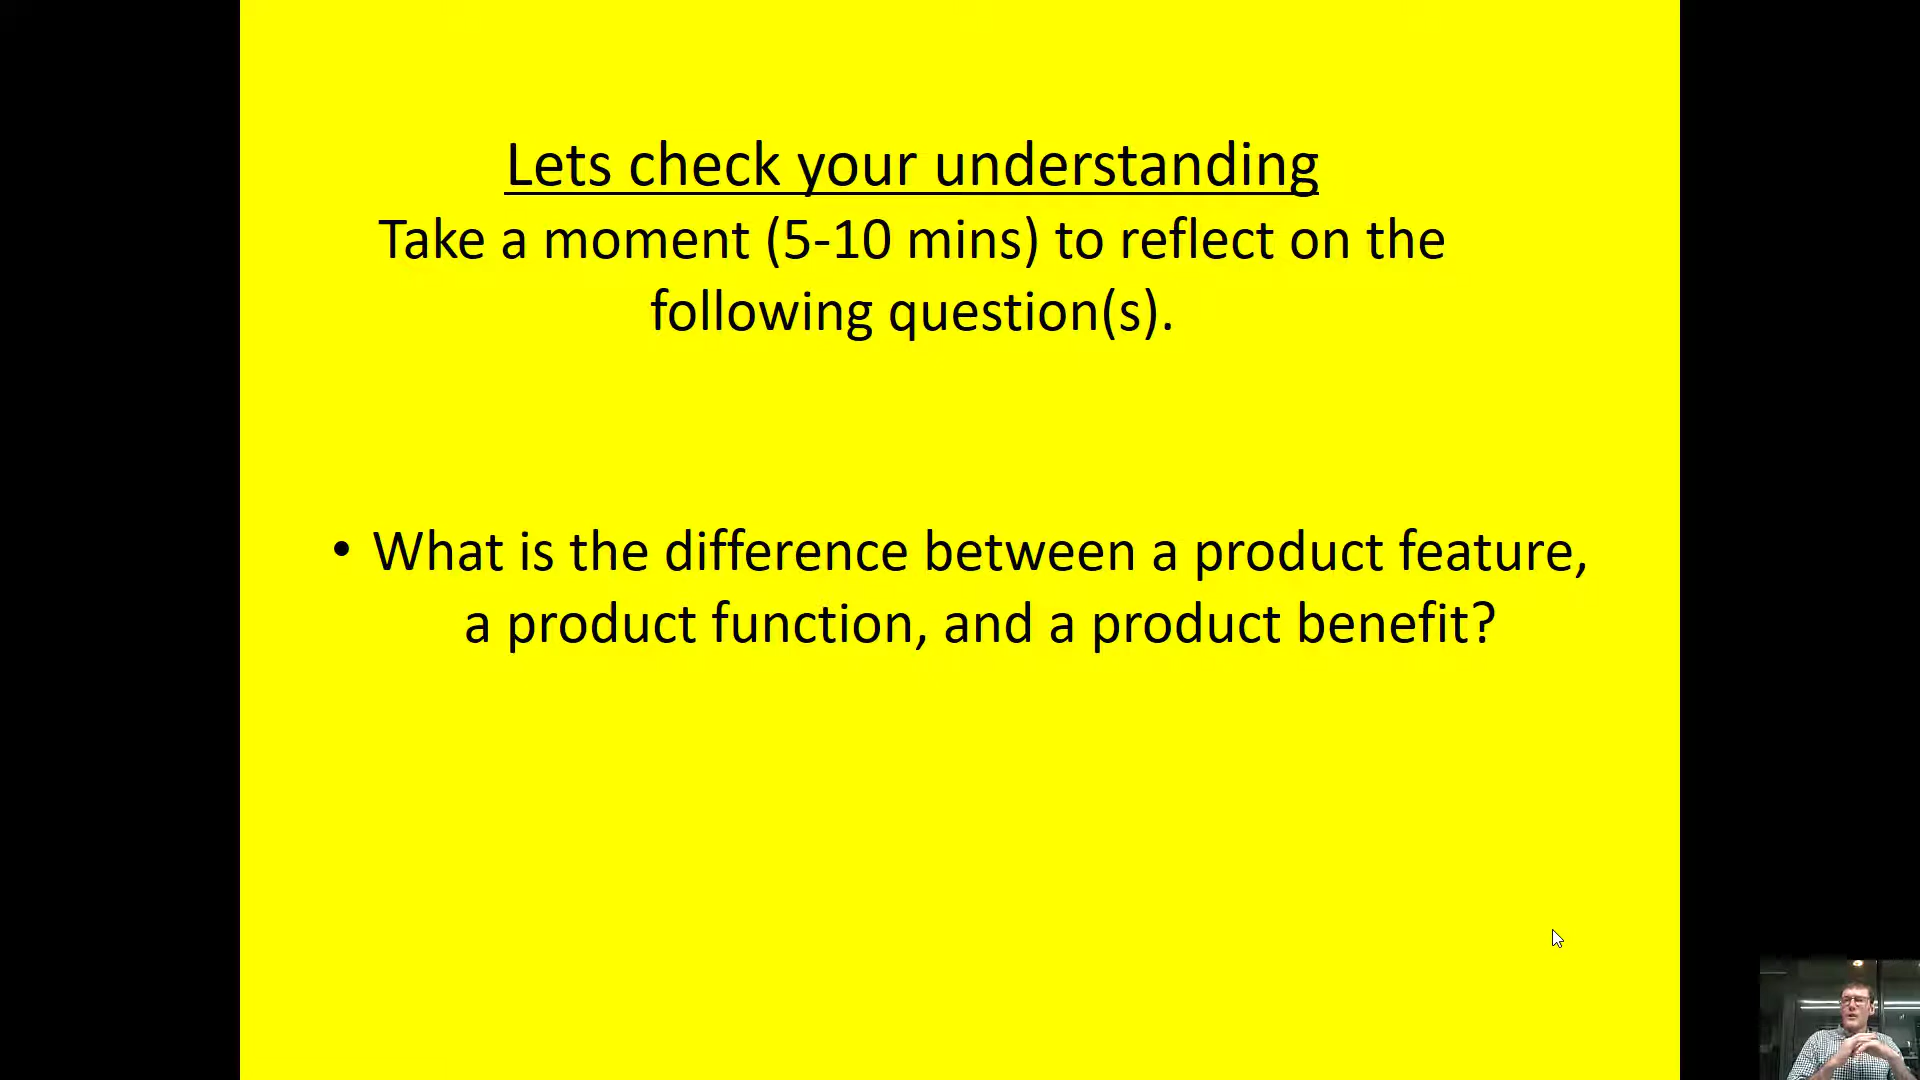 Lets check your understanding
Take a moment (5-10 mins) to reflect on the
following question(s).
• What is the difference between a product feature,
a product function, and a product benefit?